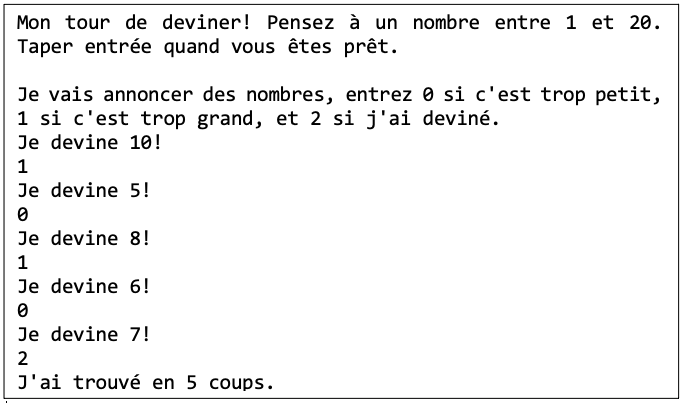 Mon tour de deviner! Pensez à un nombre entre 1 et 20.
Taper entrée quand vous êtes prêt.
Je vais annoncer des nombres, entrez 0 si c'est trop petit,
1 si c'est trop grand, et 2 si j'ai deviné.
Je devine 10!
1
Je devine 5!
0
Je devine 8!
1
Je devine 6!
0
Je devine 7!
2
J'ai trouvé en 5 coups.